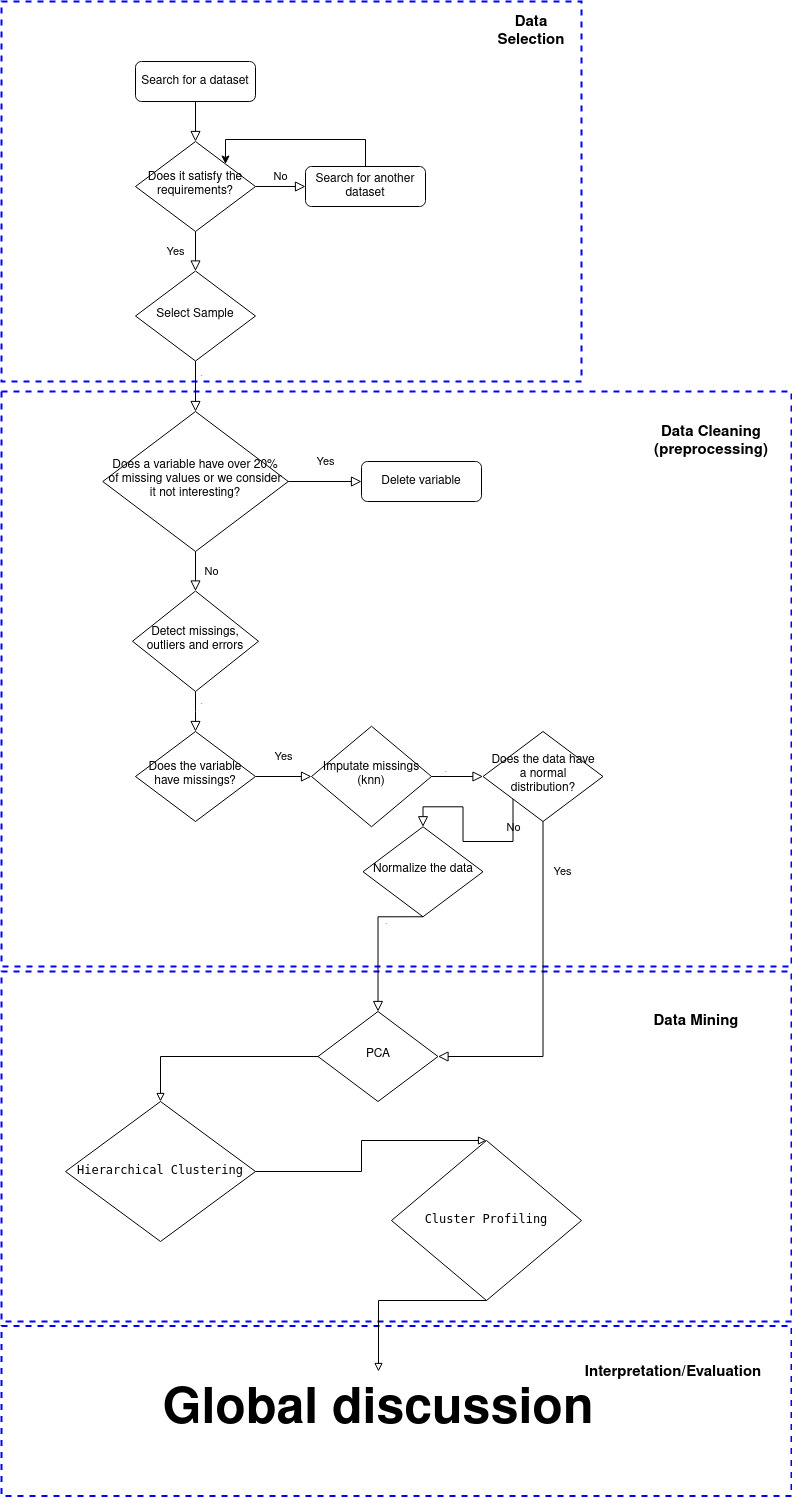 Data
Selection
Search for a dataset
Does it satisfy the
requirements?
No
Search for another
dataset
Yes
Select Sample
Data Cleaning
(preprocessing)
Does a variable have over 20%
of missing values or we consider
it not interesting?
Yes
Delete variable
No
Detect missings,
outliers and errors
Does the variable
have missings?
Yes
Imputate missings
(knn)
Does the data have
a normal
distribution?
No
Normalize the data
Yes
Data Mining
PCA
Hierarchical Clustering
Cluster Profiling
Interpretation/Evaluation
Global discussion